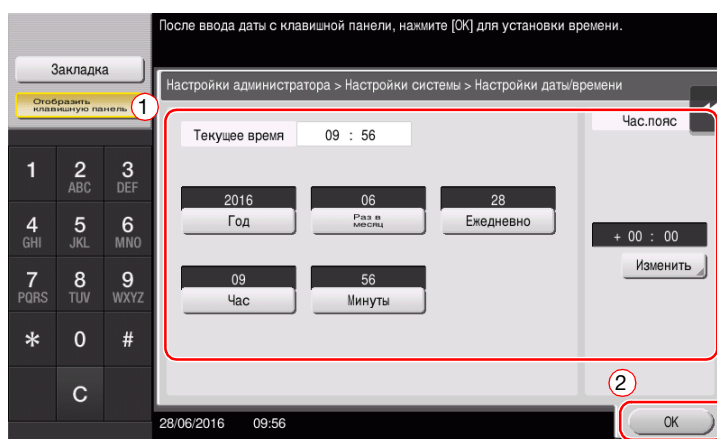 После ввода даты с клавишной панели, нажмите [OK] для установки времени.
Закладка
Отобразить
клавишную панель
1
Настройки администратора > Настройки системы > Настройки даты/времени
Текущее время 09 : 56
Час.пояс
2016 06 28
Год Раз в месяц Ежедневно
+ 00 : 00
Изменить
09 56
Час Минуты
1 2 3
ABC DEF
4 5 6
GHI JKL MNO
7 8 9
PQRS TUV WXYZ
* 0 #
C
2
28/06/2016 09:56
OK